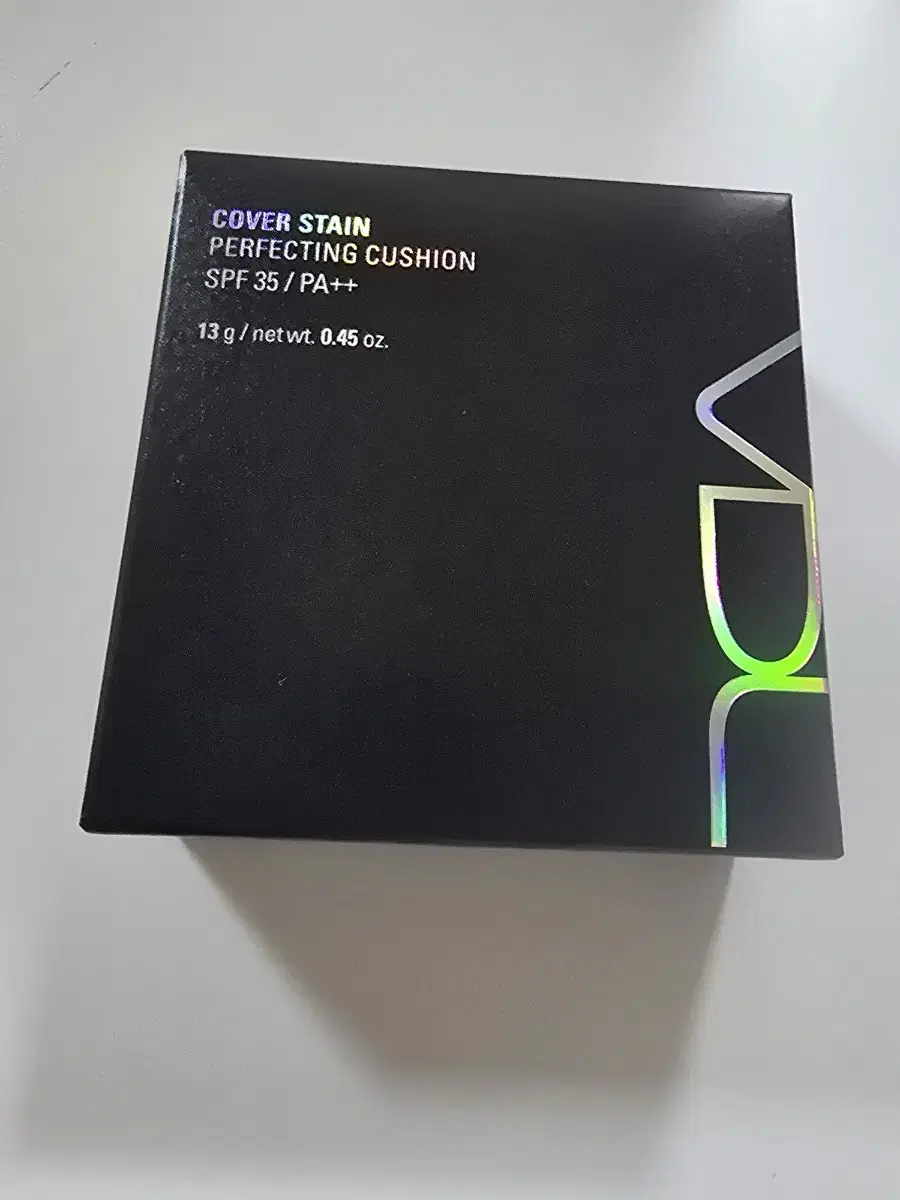 COVER STAIN
PERFECTING CUSHION
SPF 35 / PA++
13 g / net wt. 0.45 oz.
VDL